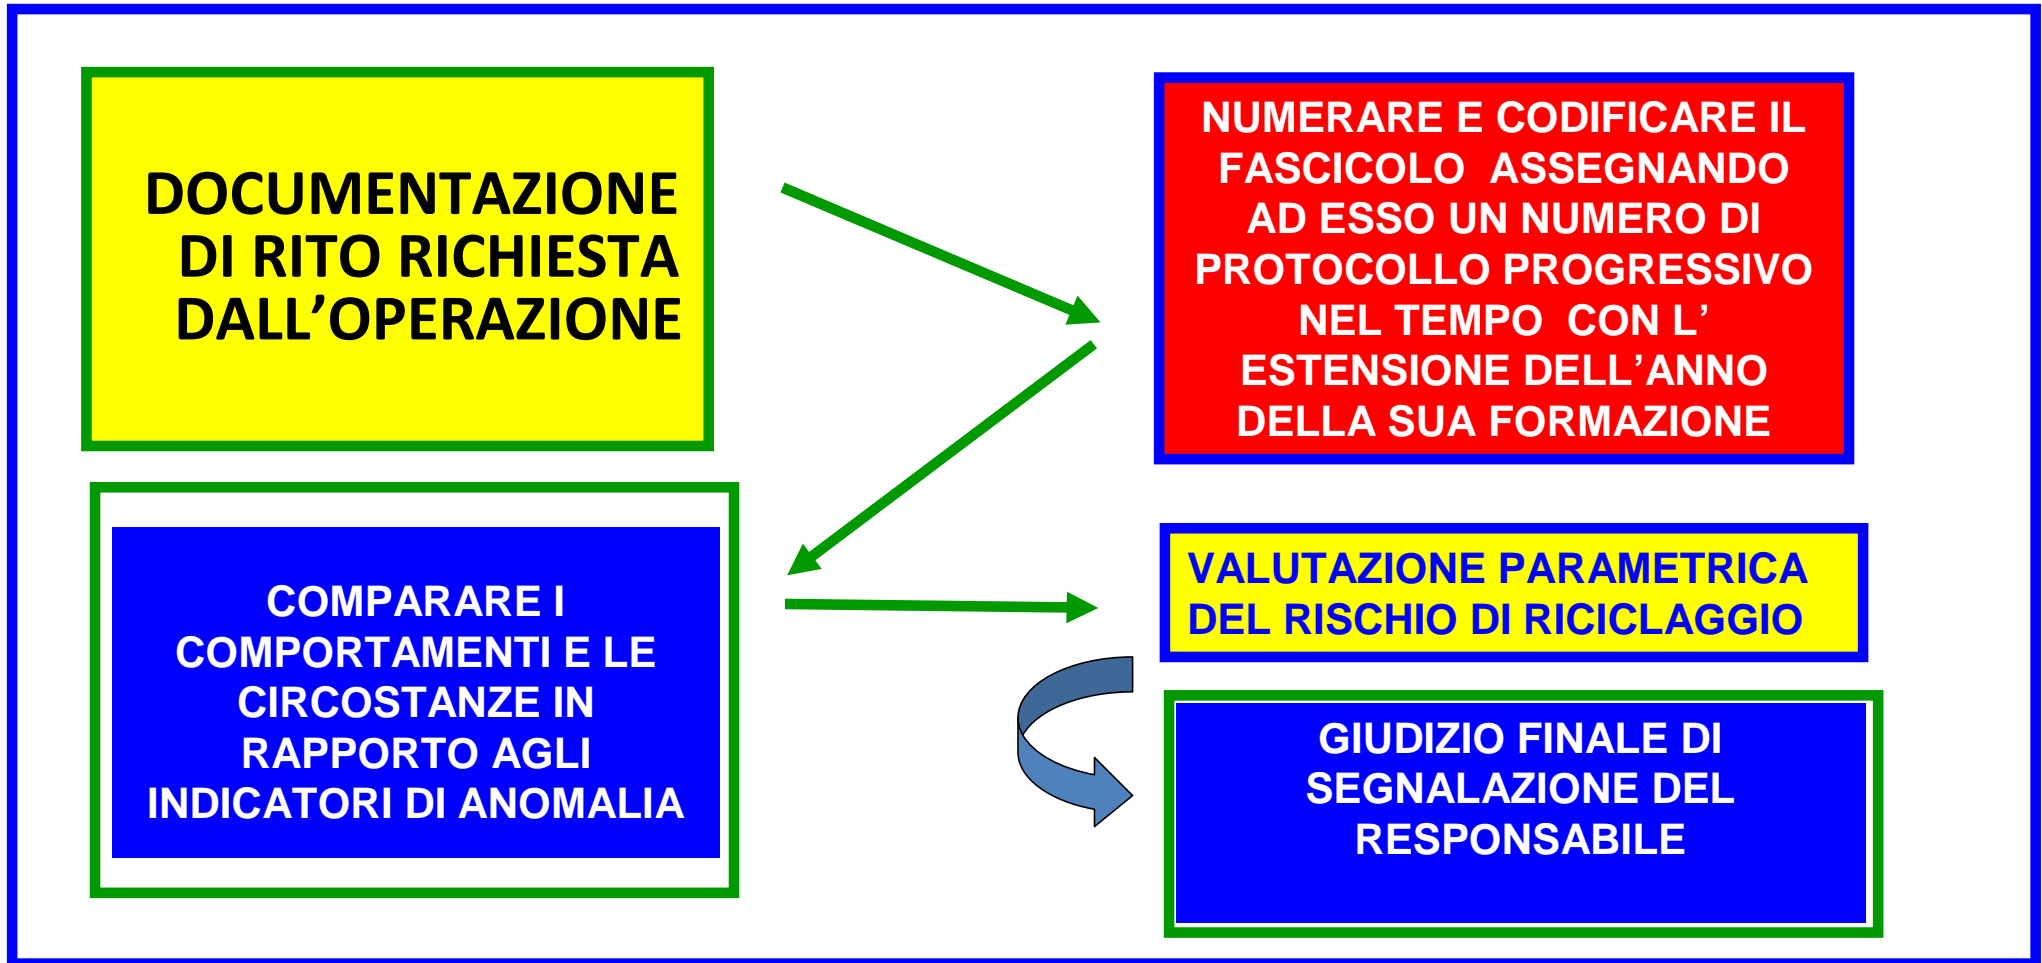 DOCUMENTAZIONE
DI RITO RICHIESTA
DALL’OPERAZIONE
NUMERARE E CODIFICARE IL
FASCICOLO ASSEGNANDO
AD ESSO UN NUMERO DI
PROTOCOLLO PROGRESSIVO
NEL TEMPO CON L’
ESTENSIONE DELL’ANNO
DELLA SUA FORMAZIONE
COMPARARE I
COMPORTAMENTI E LE
CIRCOSTANZE IN
RAPPORTO AGLI
INDICATORI DI ANOMALIA
VALUTAZIONE PARAMETRICA
DEL RISCHIO DI RICICLAGGIO
GIUDIZIO FINALE DI
SEGNALAZIONE DEL
RESPONSABILE